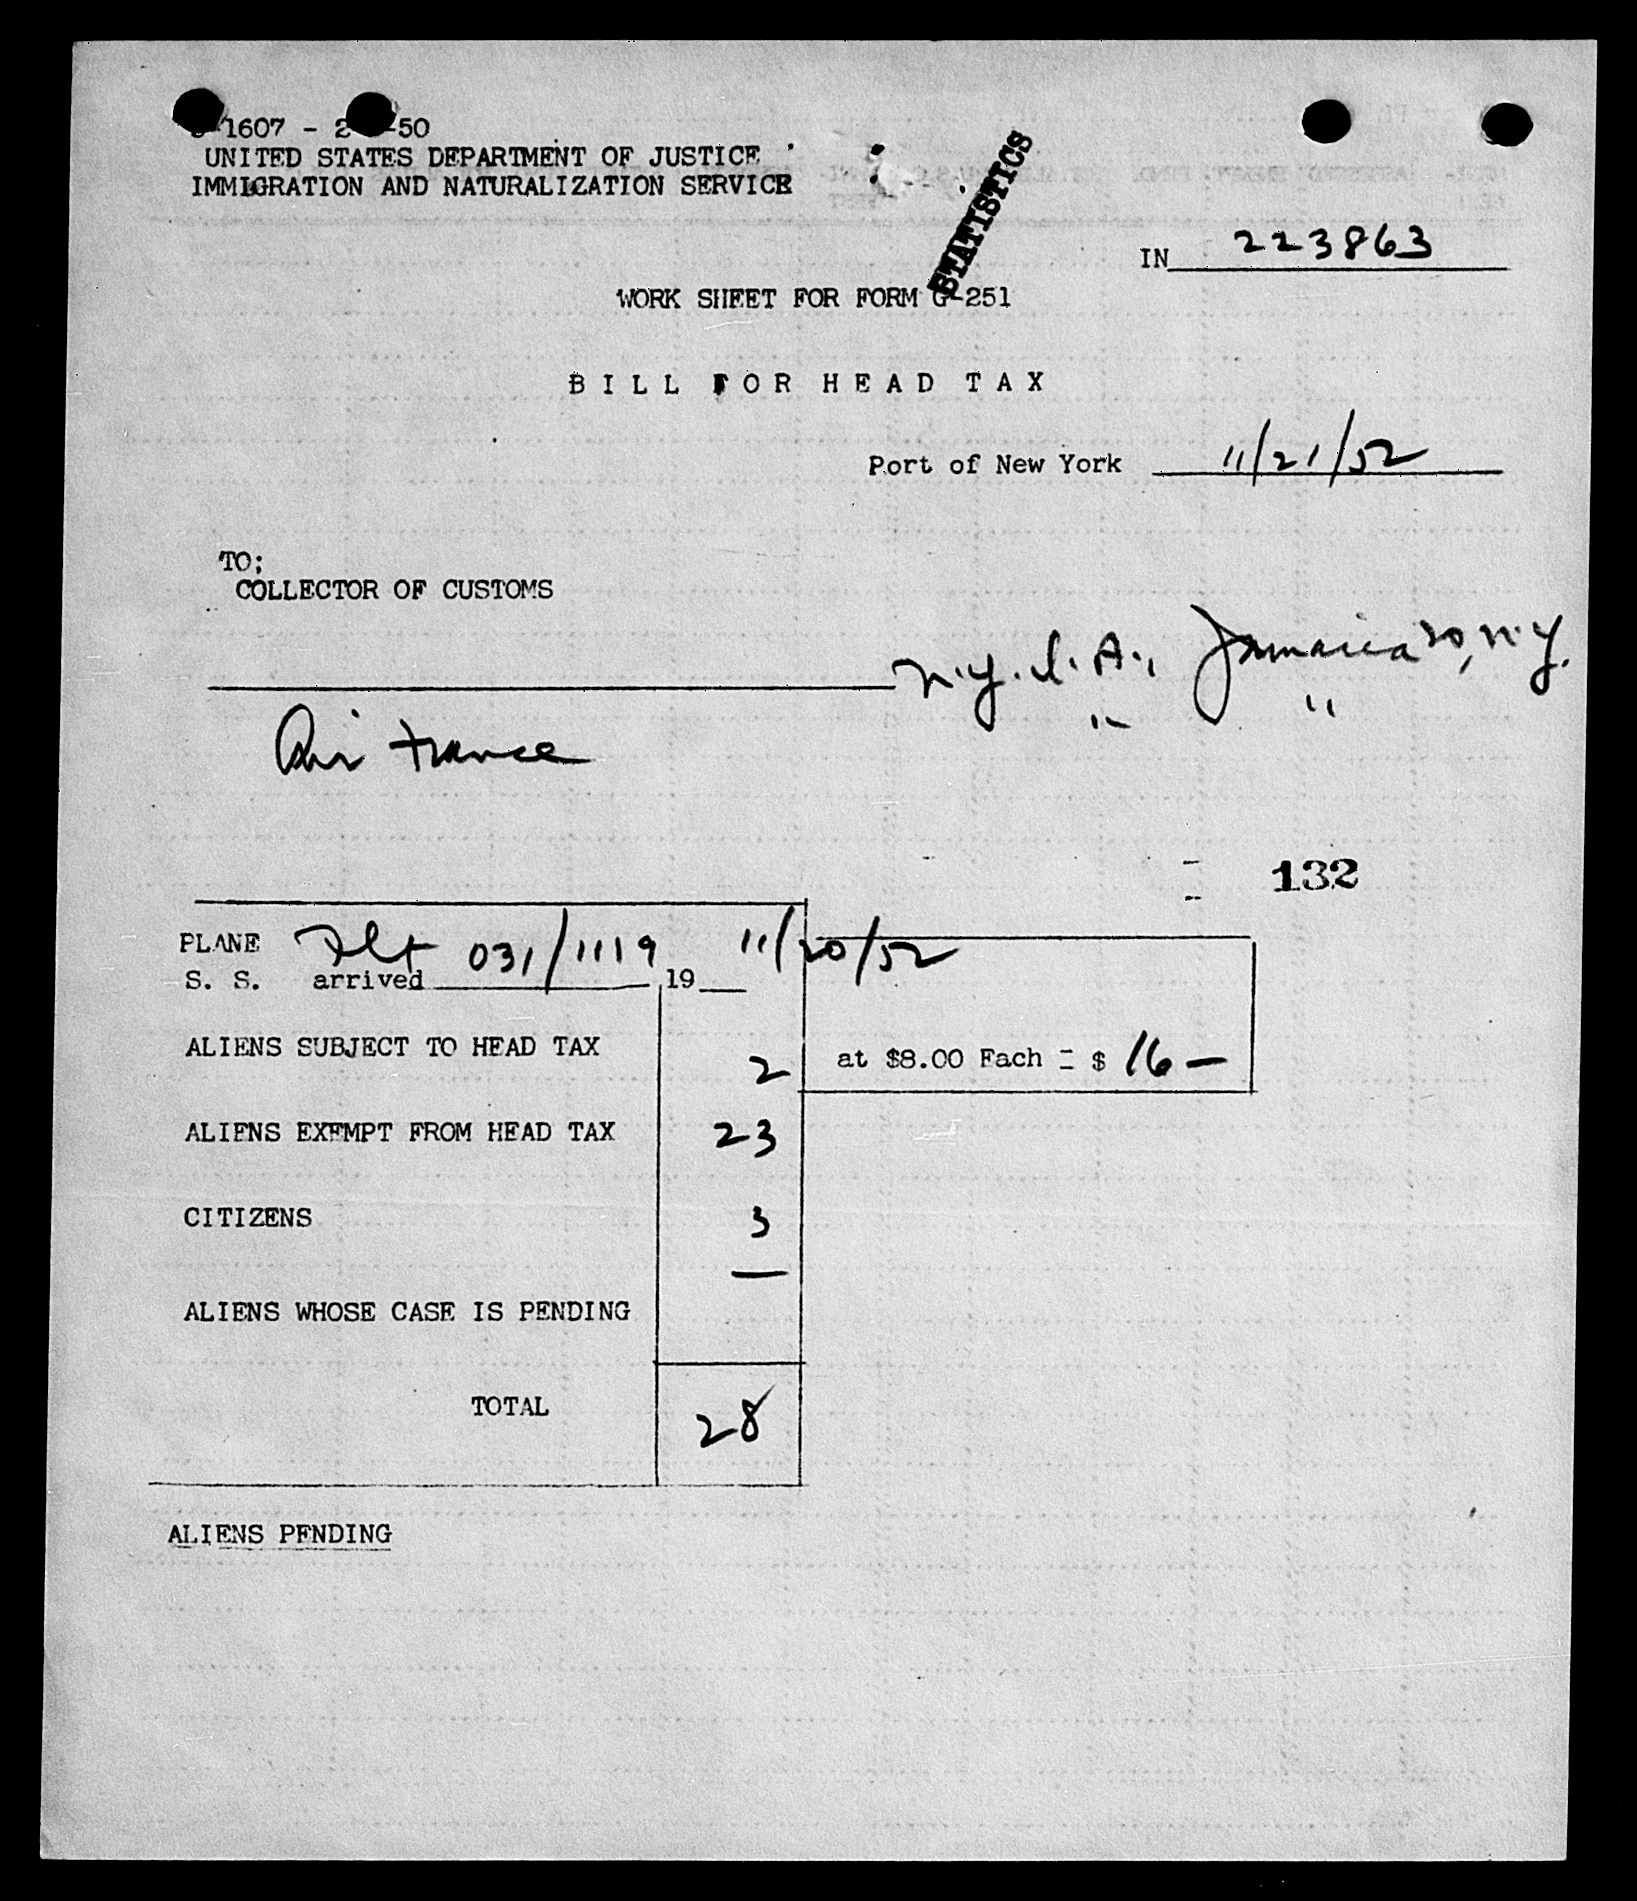 1607 - 2 -50
UNITED STATES DEPARTMENT OF JUSTICE
IMMIGRATION AND NATURALIZATION SERVICE
STATISTICS
IN 223863
WORK SHEET FOR FORM G-251
BILL FOR HEAD TAX
Port of New York 11/21/52
TO;
COLLECTOR OF CUSTOMS
N.Y.I.A., Jamaica 30, N.Y.
Air France " "
132
PLANE Flt 031/1119 11/20/52
S. S. arrived 19
ALIENS SUBJECT TO HEAD TAX 2 at $8.00 Each = $ 16 —
ALIENS EXEMPT FROM HEAD TAX 23
CITIZENS 3
—
ALIENS WHOSE CASE IS PENDING
TOTAL 28
ALIENS PENDING